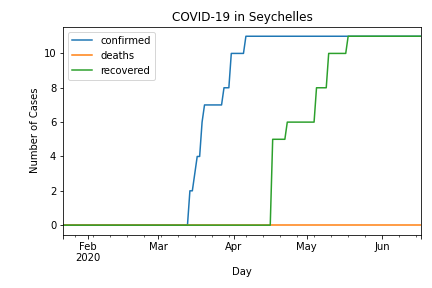 COVID-19 in Seychelles
confirmed
deaths
recovered
Number of Cases
10
8
6
4
2
0
Feb
2020
Mar
Apr
May
Jun
Day